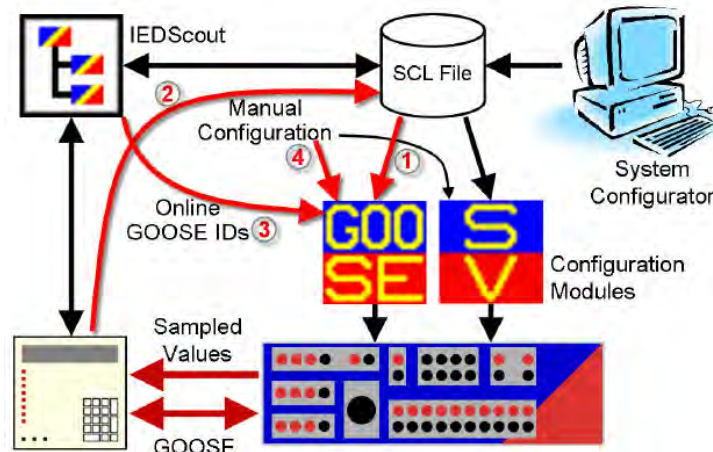 IEDScout
SCL File
2
Manual
Configuration
4
1
System
Configurator
Online
GOOSE IDs 3
GOO
SE
S
V
Configuration
Modules
Sampled
Values
GOOSE